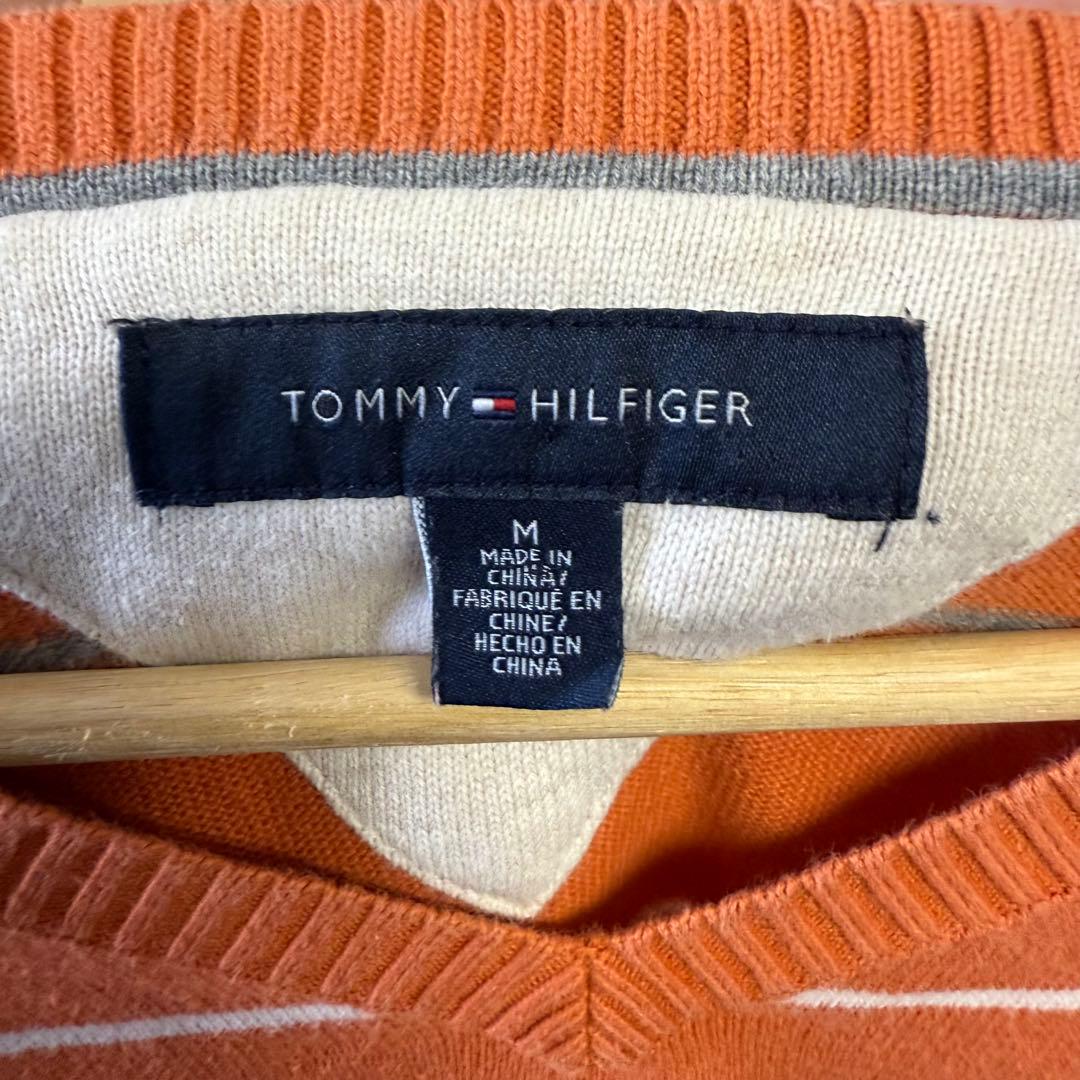 TOMMY HILFIGER
M
MADE IN
CHINA/
FABRIQUÉ EN
CHINE/
HECHO EN
CHINA